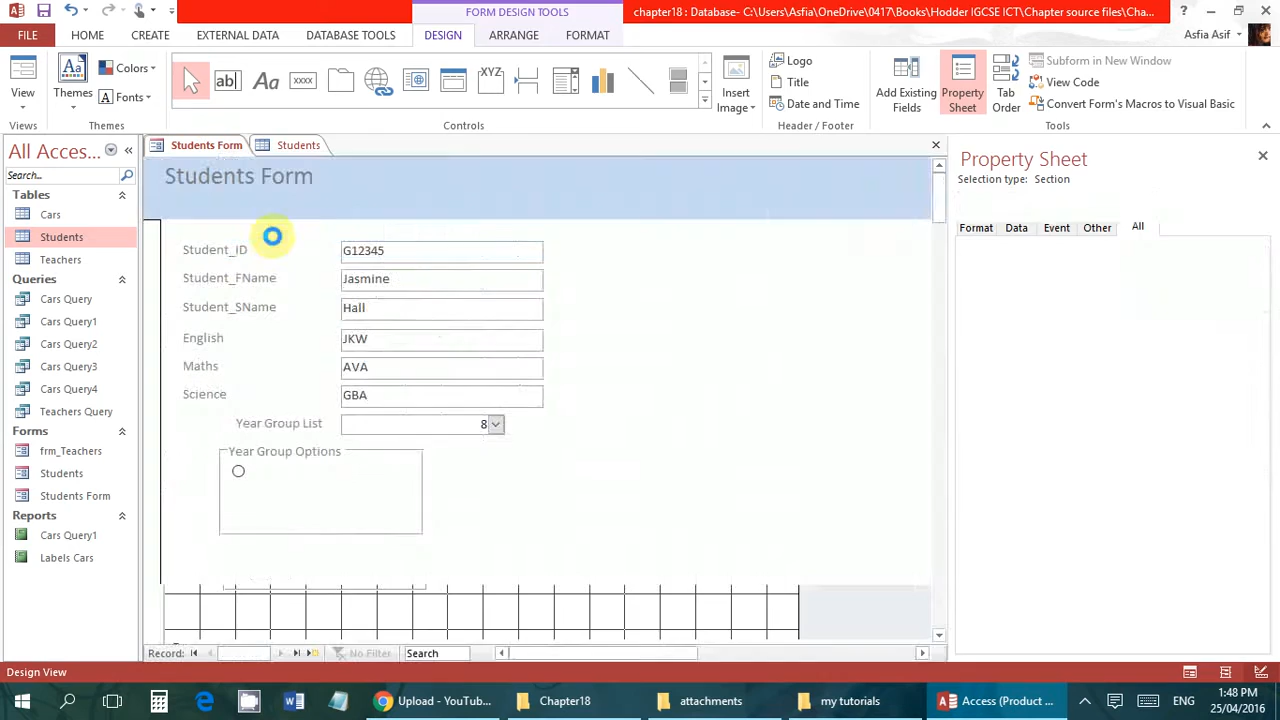 FORM DESIGN TOOLS
chapter18 : Database- C:\Users\Asfia\OneDrive\0417\Books\Hodder IGCSE ICT\Chapter source files\Cha...
?
FILE HOME CREATE EXTERNAL DATA DATABASE TOOLS DESIGN ARRANGE FORMAT Asfia Asif
View
Views
Themes
Colors
Fonts
Themes
ab|
Aa
xxxx
XYZ
Controls
Insert Image
Logo
Title
Date and Time
Header / Footer
Add Existing Fields
Property Sheet
Tab Order
Subform in New Window
View Code
Convert Form's Macros to Visual Basic
Tools
All Acces...
Search...
Tables
Cars
Students
Teachers
Queries
Cars Query
Cars Query1
Cars Query2
Cars Query3
Cars Query4
Teachers Query
Forms
frm_Teachers
Students
Students Form
Reports
Cars Query1
Labels Cars
Students Form
Students
Students Form
Student_ID G12345
Student_FName Jasmine
Student_SName Hall
English JKW
Maths AVA
Science GBA
Year Group List 8
Year Group Options
Record: No Filter Search
Property Sheet
Selection type: Section
Format Data Event Other All
Design View
Upload - YouTub...
Chapter18
attachments
my tutorials
Access (Product ...
ENG
1:48 PM
25/04/2016